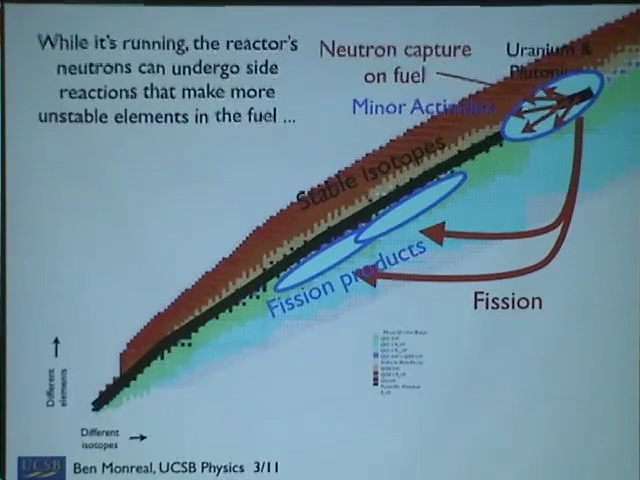 While it's running, the reactor's
neutrons can undergo side
reactions that make more
unstable elements in the fuel ...
Neutron capture
on fuel
Uranium &
Plutonium
Minor Actinides
Stable Isotopes
Fission products
Fission
Different
elements
Different
isotopes
UCSB
Ben Monreal, UCSB Physics 3/11